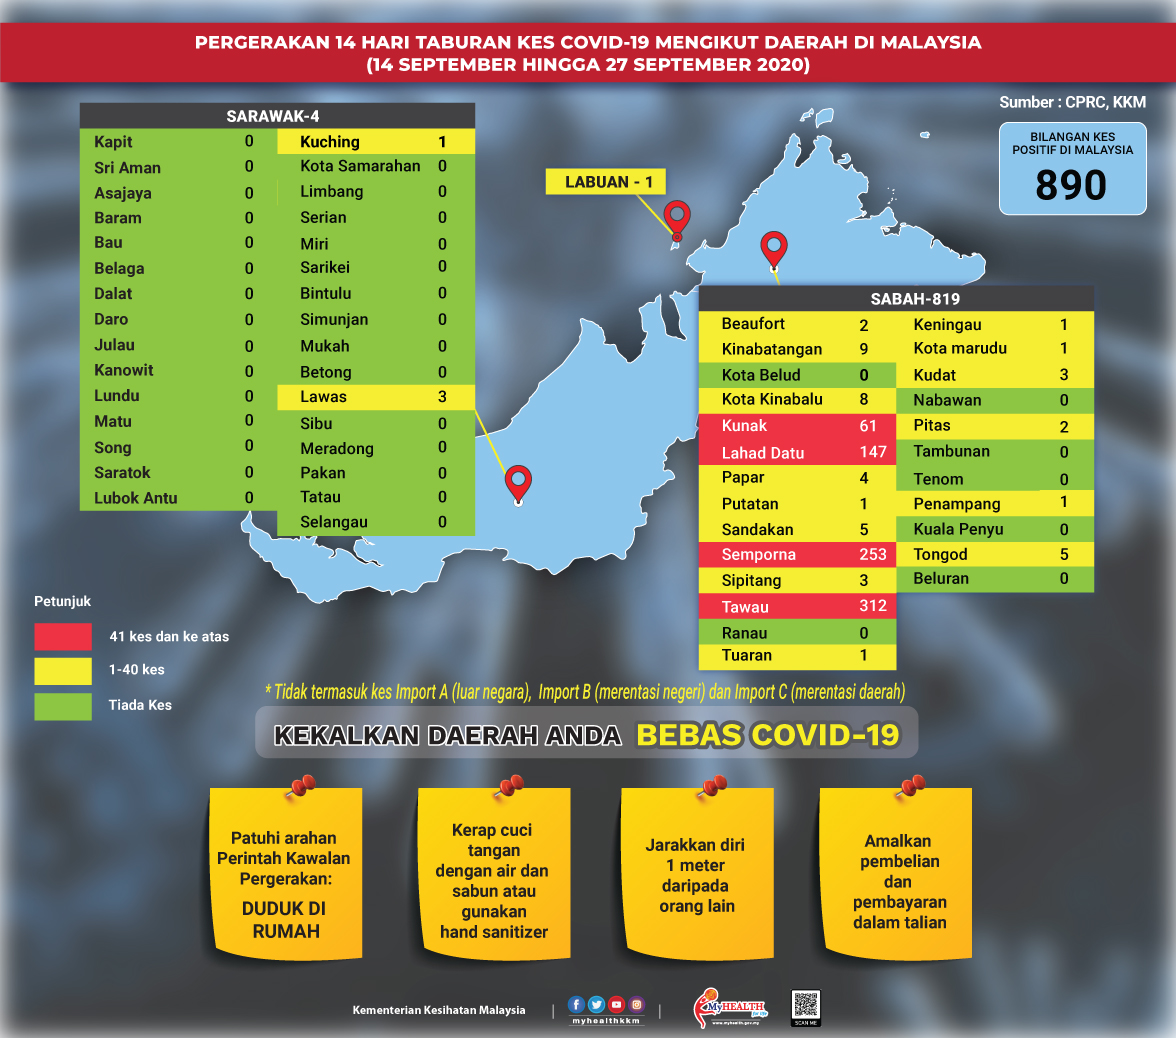 PERGERAKAN 14 HARI TABURAN KES COVID-19 MENGIKUT DAERAH DI MALAYSIA
(14 SEPTEMBER HINGGA 27 SEPTEMBER 2020)
Sumber : CPRC, KKM
BILANGAN KES
POSITIF DI MALAYSIA
890
SARAWAK-4
Kapit 0
Sri Aman 0
Asajaya 0
Baram 0
Bau 0
Belaga 0
Dalat 0
Daro 0
Julau 0
Kanowit 0
Lundu 0
Matu 0
Song 0
Saratok 0
Lubok Antu 0
Kuching 1
Kota Samarahan 0
Limbang 0
Serian 0
Miri 0
Sarikei 0
Bintulu 0
Simunjan 0
Mukah 0
Betong 0
Lawas 3
Sibu 0
Meradong 0
Pakan 0
Tatau 0
Selangau 0
LABUAN - 1
SABAH-819
Beaufort 2
Kinabatangan 9
Kota Belud 0
Kota Kinabalu 8
Kunak 61
Lahad Datu 147
Papar 4
Putatan 1
Sandakan 5
Semporna 253
Sipitang 3
Tawau 312
Ranau 0
Tuaran 1
Keningau 1
Kota marudu 1
Kudat 3
Nabawan 0
Pitas 2
Tambunan 0
Tenom 0
Penampang 1
Kuala Penyu 0
Tongod 5
Beluran 0
Petunjuk
41 kes dan ke atas
1-40 kes
Tiada Kes
* Tidak termasuk kes Import A (luar negara), Import B (merentasi negeri) dan Import C (merentasi daerah)
KEKALKAN DAERAH ANDA BEBAS COVID-19
Patuhi arahan
Perintah Kawalan
Pergerakan:
DUDUK DI
RUMAH
Kerap cuci
tangan
dengan air dan
sabun atau
gunakan
hand sanitizer
Jarakkan diri
1 meter
daripada
orang lain
Amalkan
pembelian
dan
pembayaran
dalam talian
Kementerian Kesihatan Malaysia
myhealthkkm
MyHEALTH
for life
www.myhealth.gov.my
SCAN ME